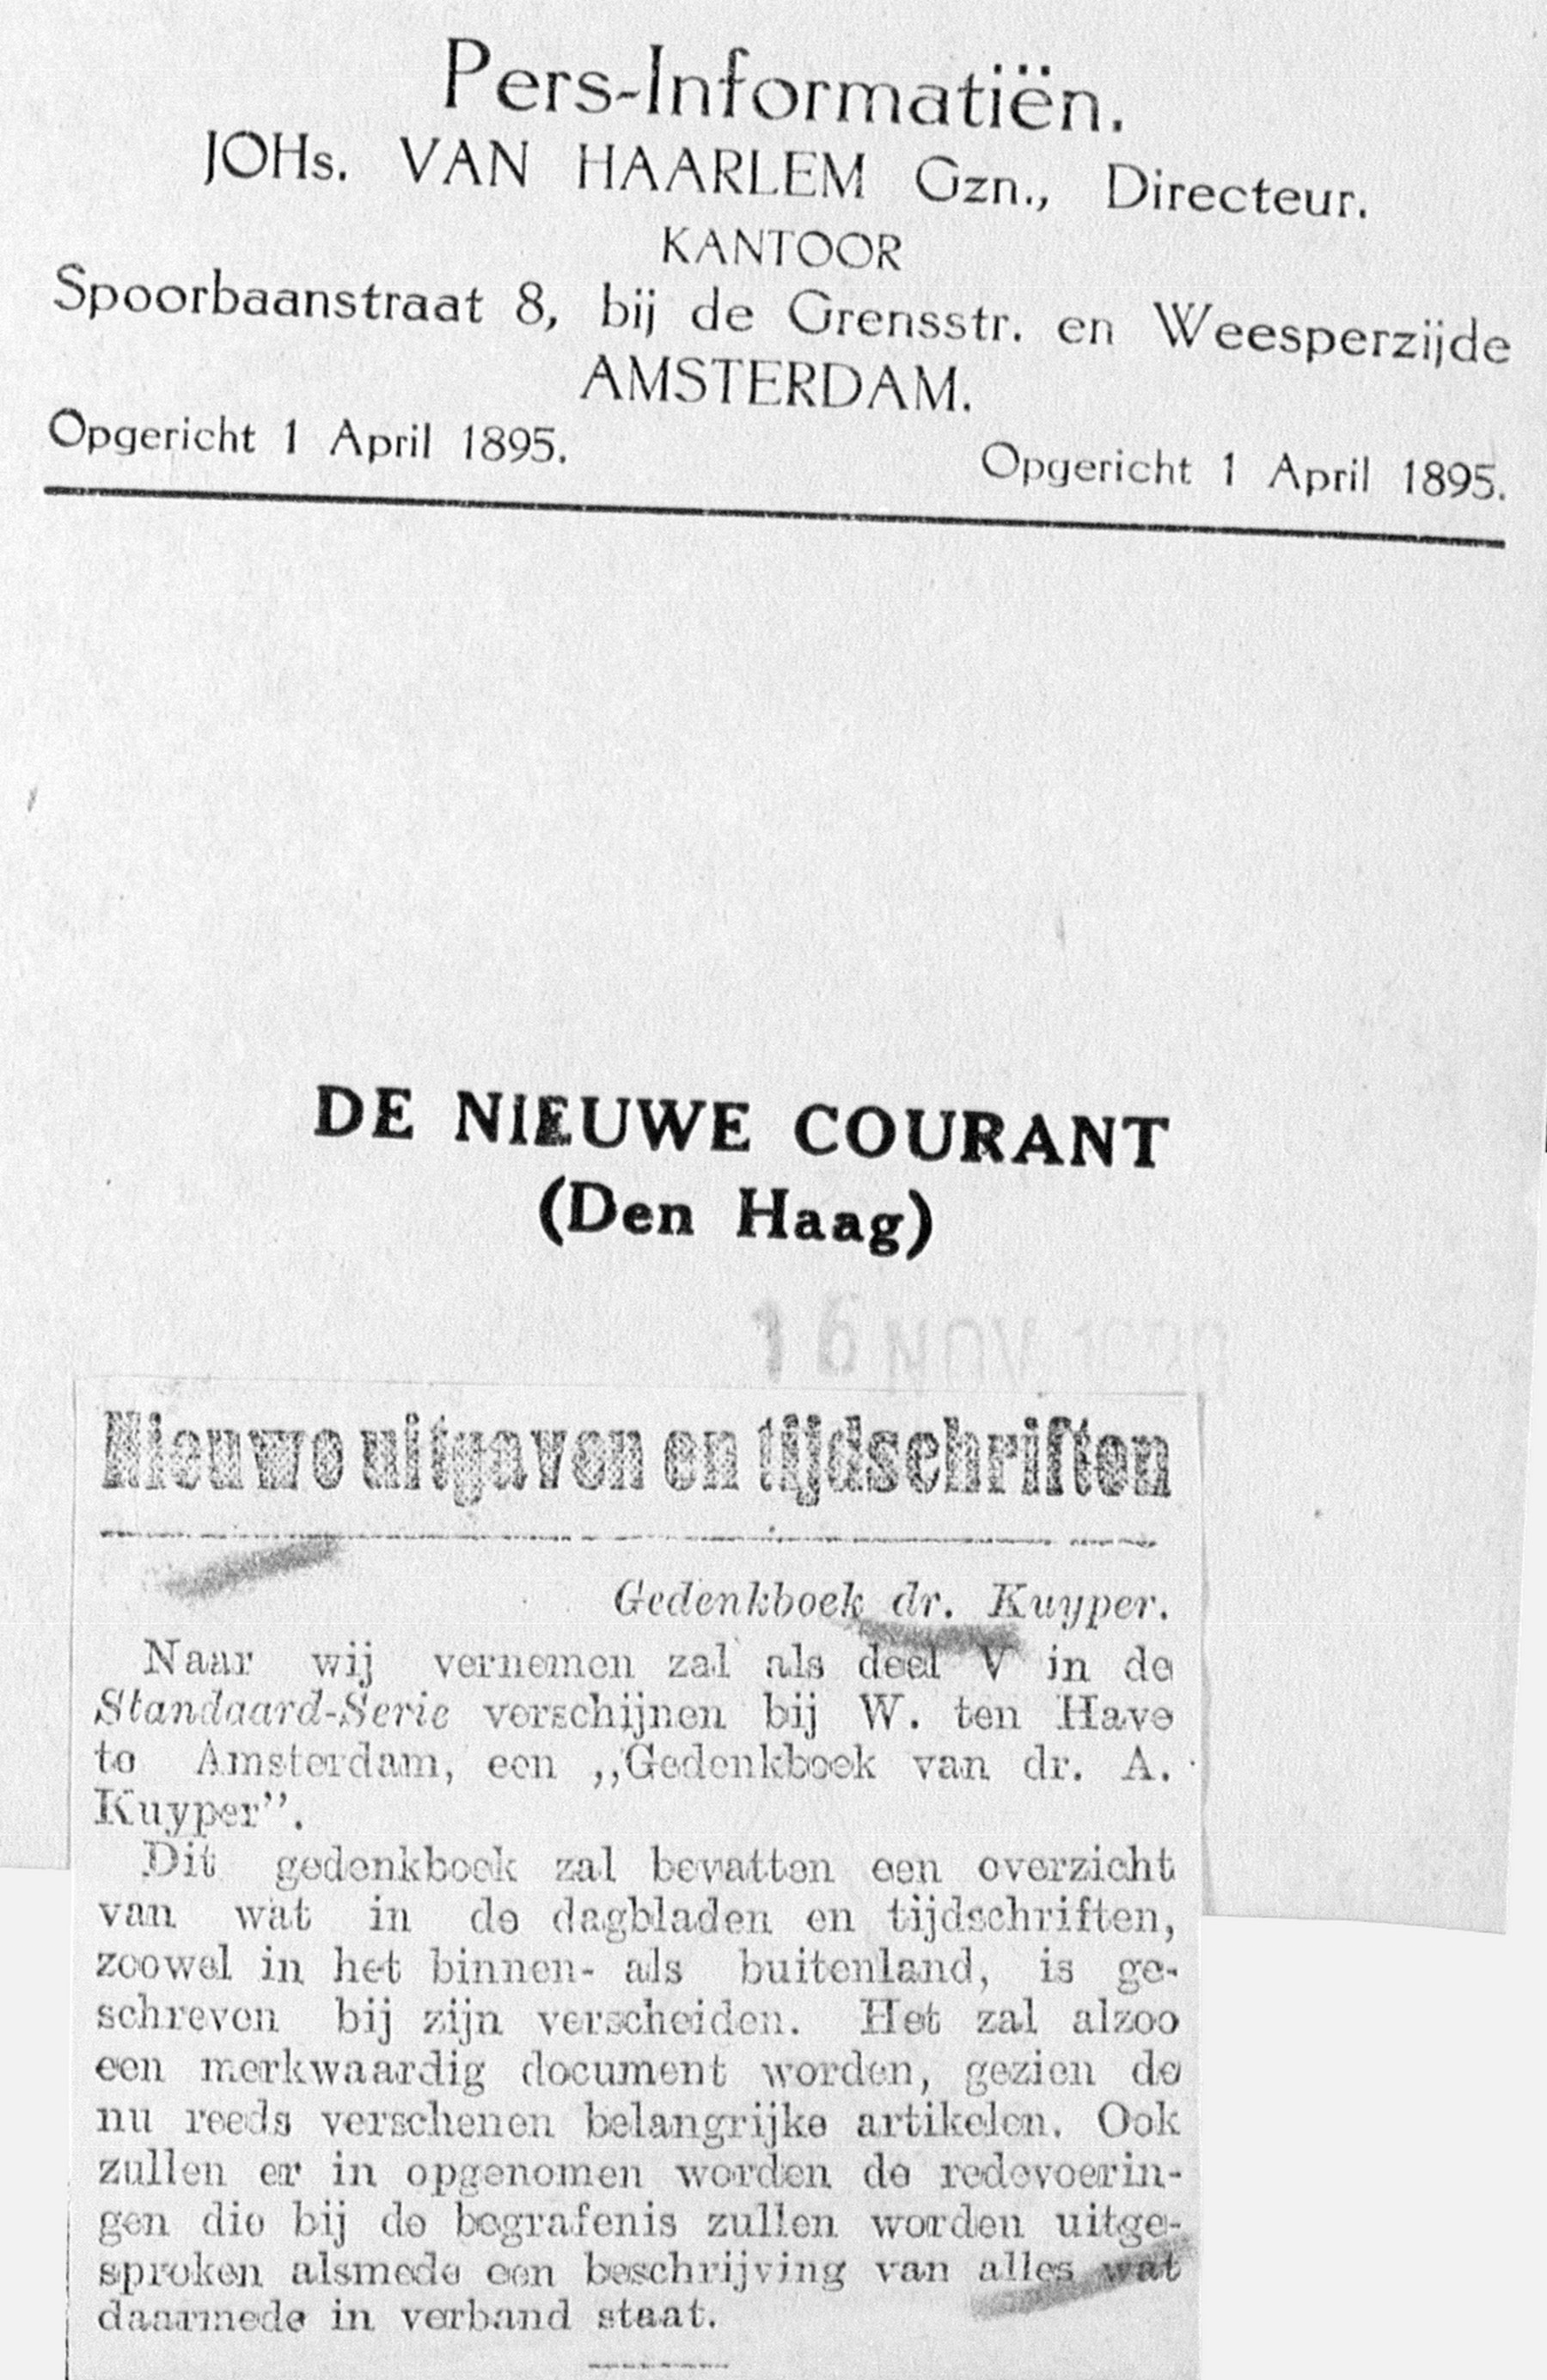 Pers-Informatiën.
JOHs. VAN HAARLEM Gzn., Directeur.
KANTOOR
Spoorbaanstraat 8, bij de Grensstr. en Weesperzijde
AMSTERDAM.
Opgericht 1 April 1895. Opgericht 1 April 1895.
DE NIEUWE COURANT
(Den Haag)
16 NOV
Nieuwe uitgaven en tijdschriften
Gedenkboek dr. Kuyper.
Naar wij vernemen zal als deel V in de
Standaard-Serie verschijnen bij W. ten Have
te Amsterdam, een ,,Gedenkboek van dr. A.
Kuyper".
Dit gedenkboek zal bevatten een overzicht
van wat in de dagbladen en tijdschriften,
zoowel in het binnen- als buitenland, is ge-
schreven bij zijn verscheiden. Het zal alzoo
een merkwaardig document worden, gezien de
nu reeds verschenen belangrijke artikelen. Ook
zullen er in opgenomen worden de redevoerin-
gen die bij de begrafenis zullen worden uitge-
sproken alsmede een beschrijving van alles wat
daarmede in verband staat.